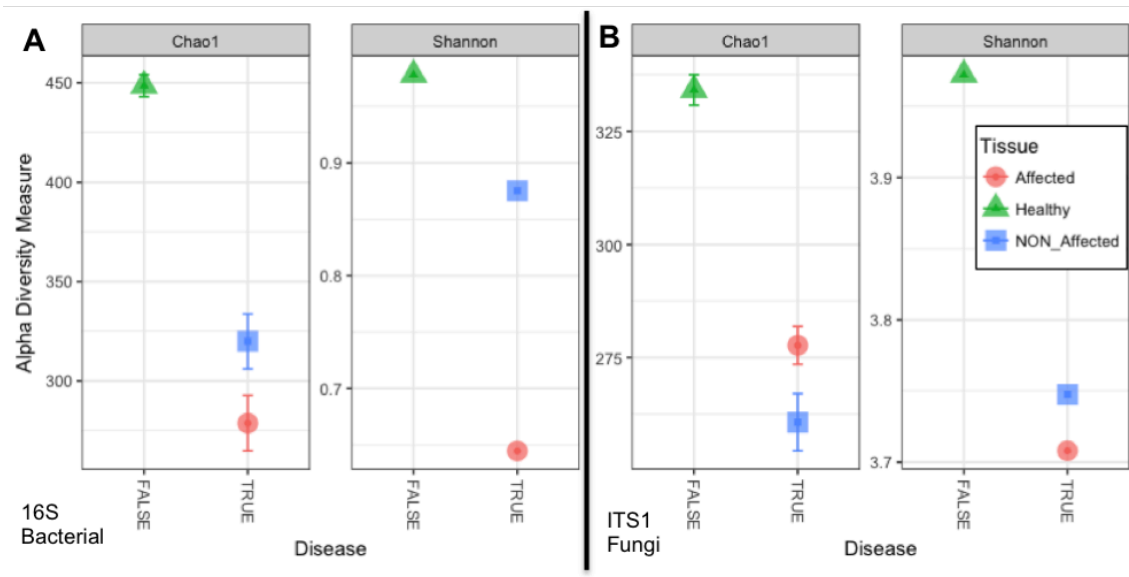 A
Chao1
Shannon
Alpha Diversity Measure
450
400
350
300
0.9
0.8
0.7
FALSE
TRUE
FALSE
TRUE
16S
Bacterial
Disease
B
Chao1
Shannon
325
300
275
3.9
3.8
3.7
Tissue
Affected
Healthy
NON_Affected
FALSE
TRUE
FALSE
TRUE
ITS1
Fungi
Disease